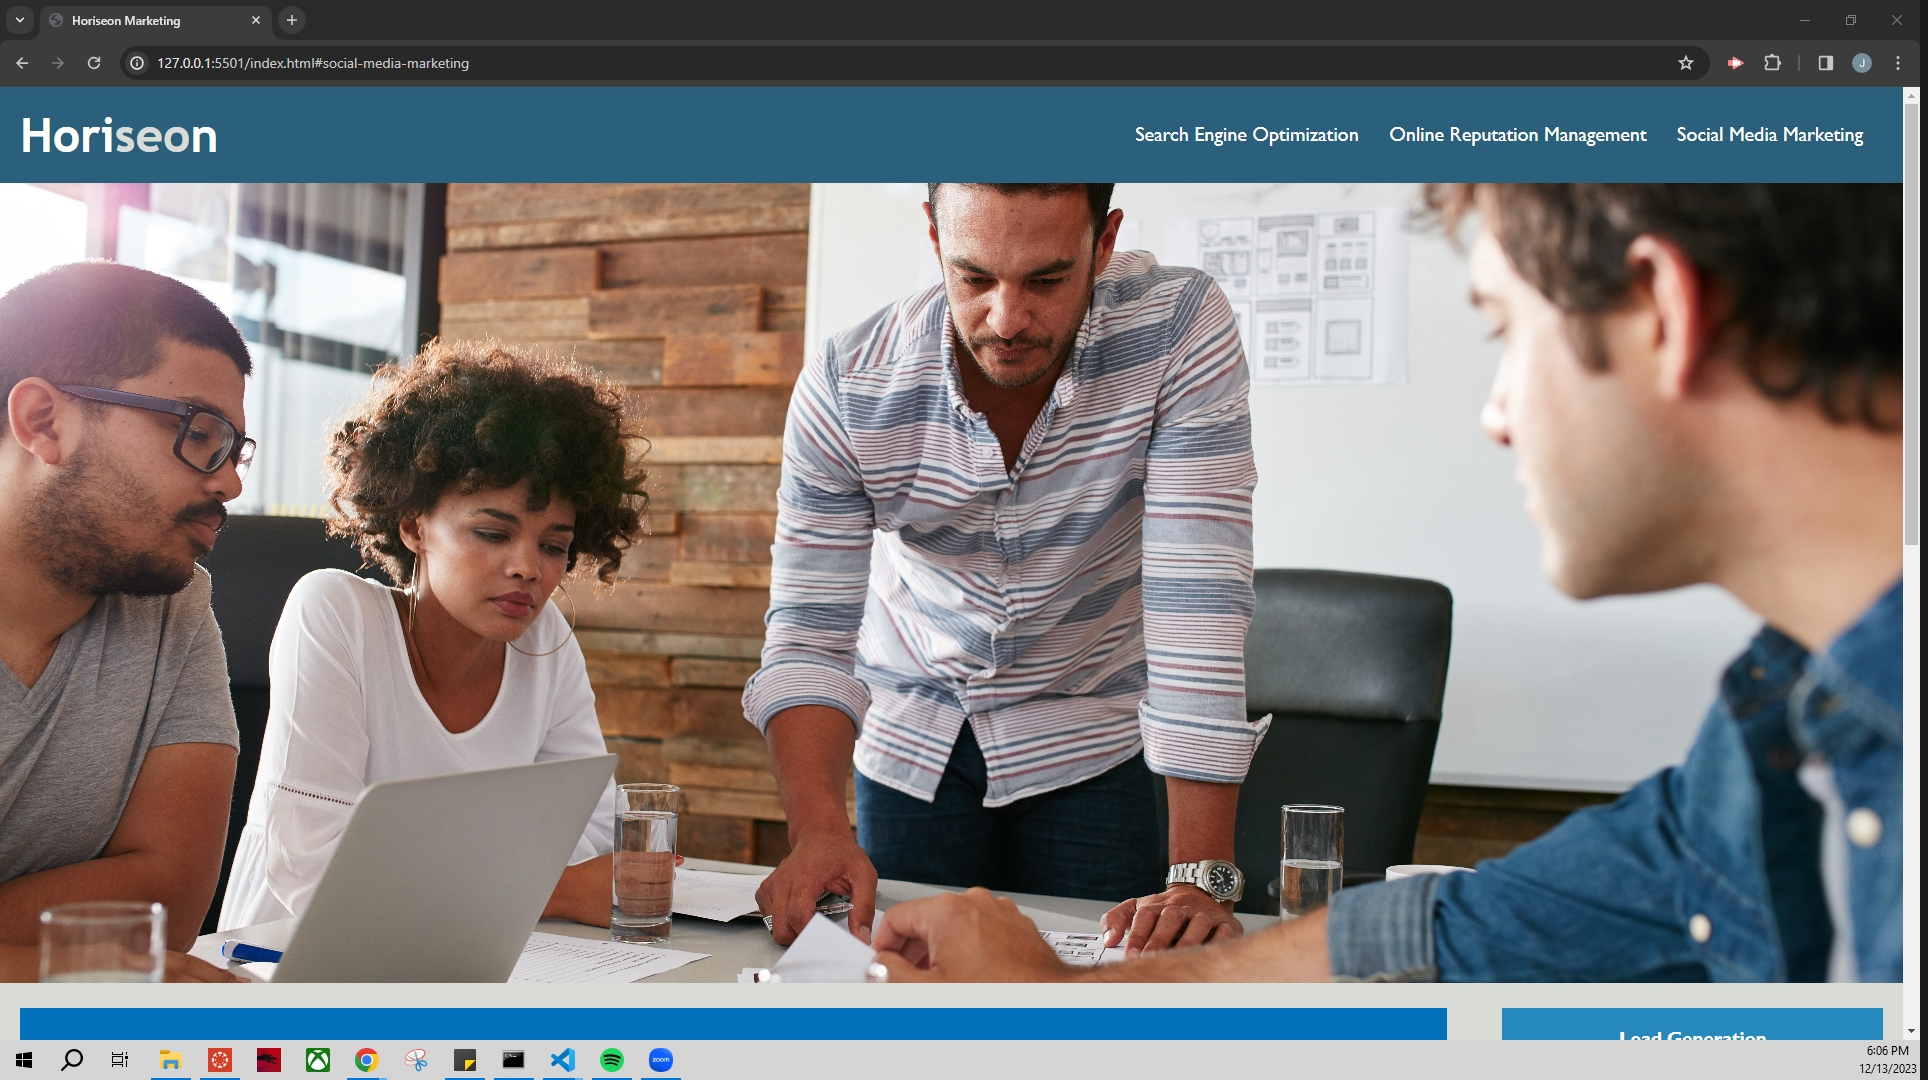 Horiseon Marketing
127.0.0.1:5501/index.html#social-media-marketing
J
Horiseon
Search Engine Optimization
Online Reputation Management
Social Media Marketing
Lead Generation
zoom
6:06 PM
12/13/2023